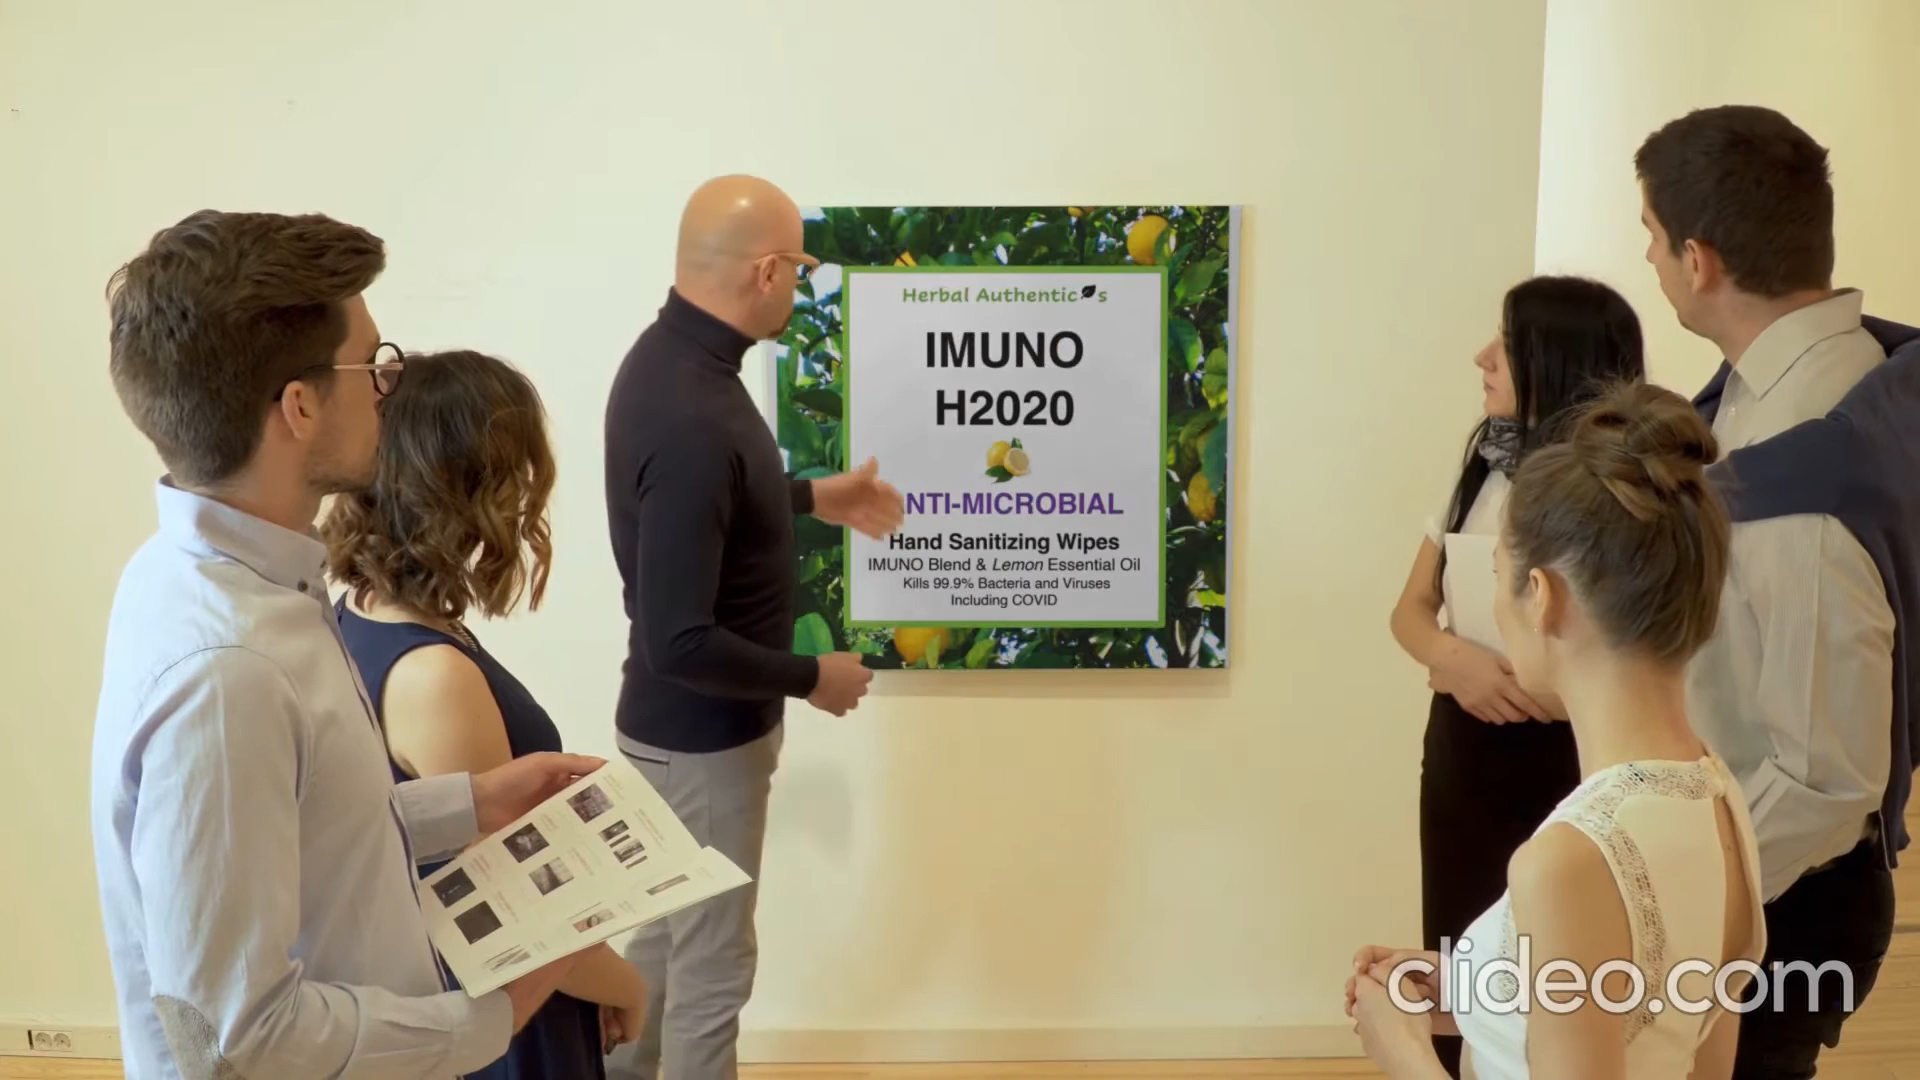 Herbal Authentic's
IMUNO
H2020
NTI-MICROBIAL
Hand Sanitizing Wipes
IMUNO Blend & Lemon Essential Oil
Kills 99.9% Bacteria and Viruses
Including COVID
clideo.com